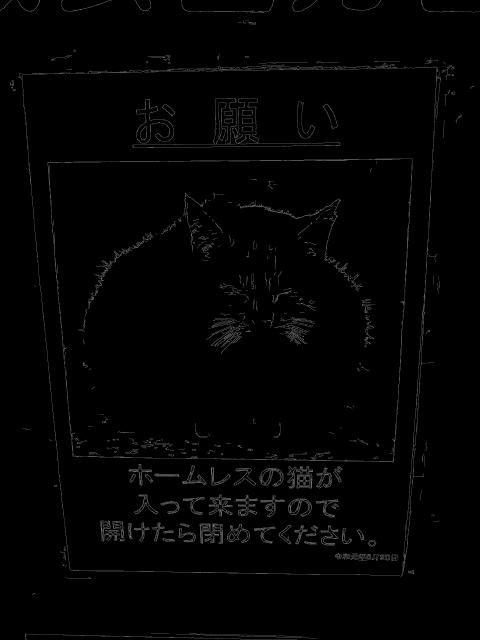 お願い
ホームレスの猫が
入って来ますので
開けたら閉めてください。